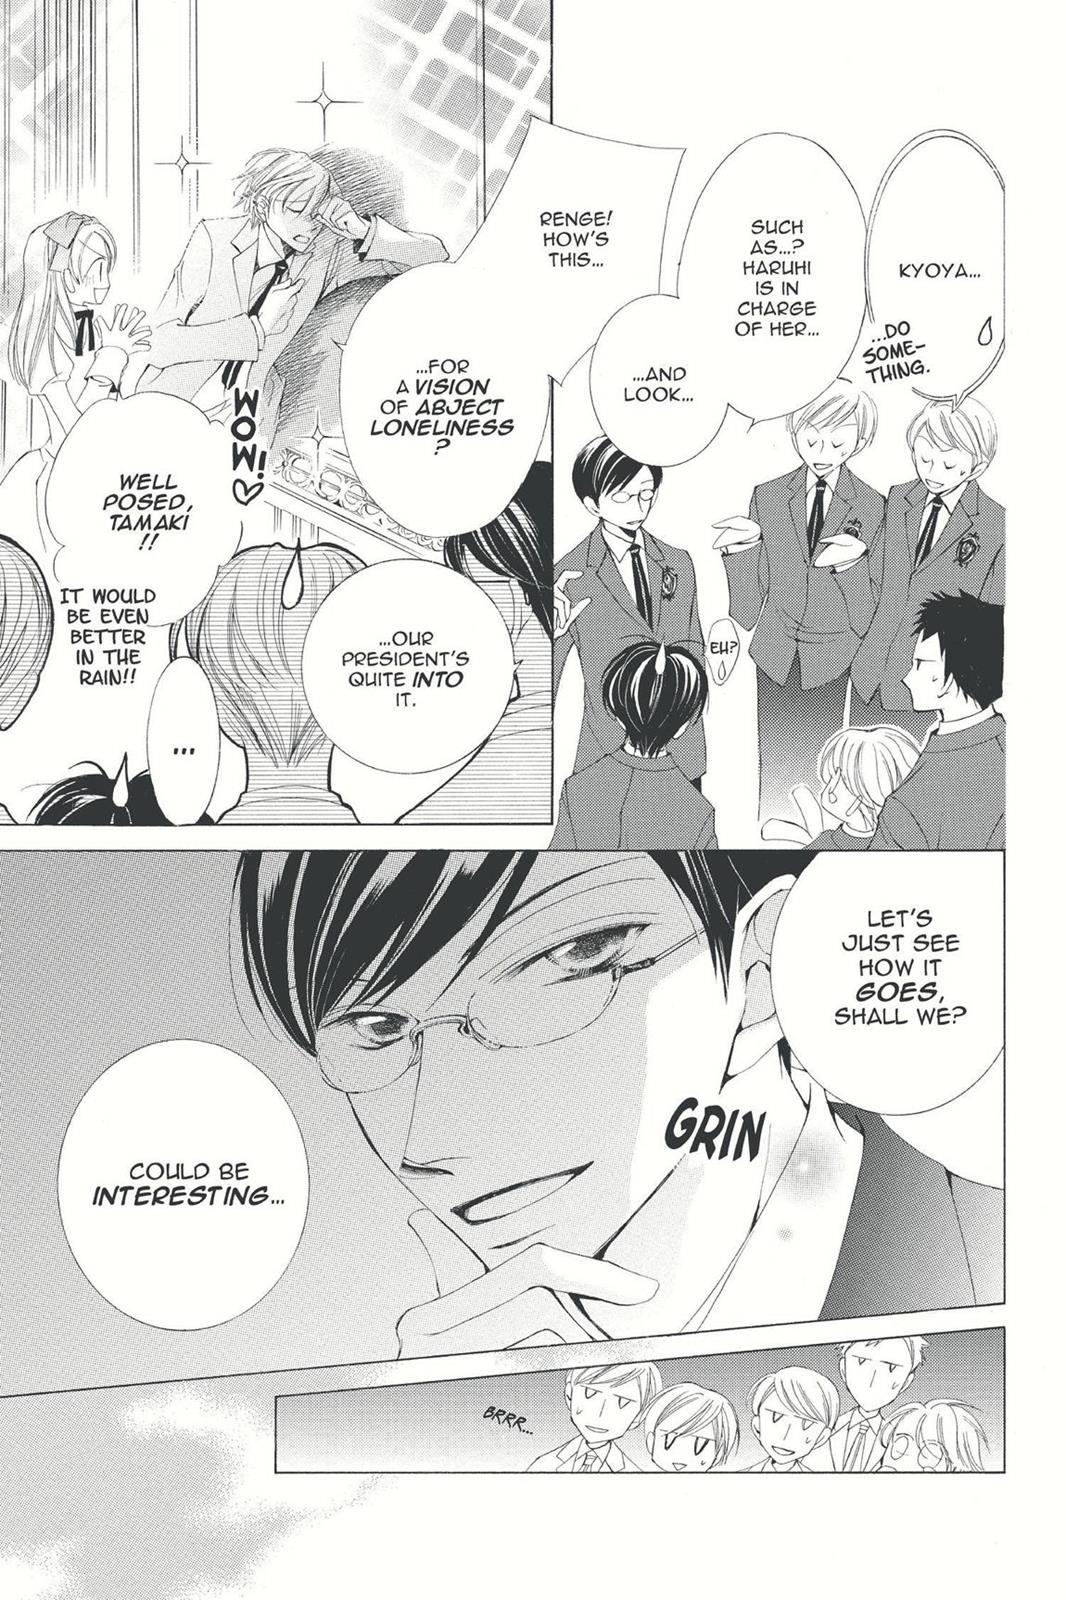 KYOYA...
...DO
SOME-
THING.
SUCH
AS...?
HARUHI
IS IN
CHARGE
OF HER...
...AND
LOOK...
EH?
RENGE!
HOW'S
THIS...
...FOR
A VISION
OF ABJECT
LONELINESS
?
WOW!
WELL
POSED,
TAMAKI
!!
IT WOULD
BE EVEN
BETTER
IN THE
RAIN!!
...OUR
PRESIDENT'S
QUITE INTO
IT.
...
LET'S
JUST SEE
HOW IT
GOES,
SHALL WE?
GRIN
COULD BE
INTERESTING...
BRRR...